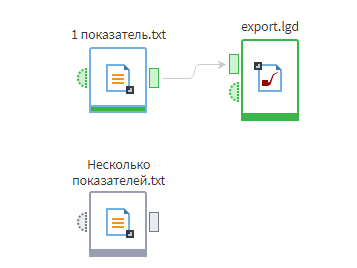 1 показатель.txt
export.lgd
Несколько
показателей.txt